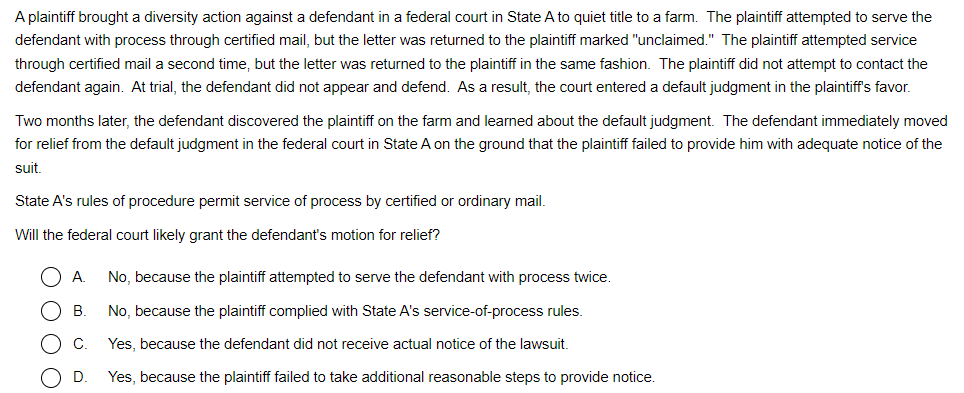 A plaintiff brought a diversity action against a defendant in a federal court in State A to quiet title to a farm.  The plaintiff attempted to serve the
defendant with process through certified mail, but the letter was returned to the plaintiff marked "unclaimed."  The plaintiff attempted service
through certified mail a second time, but the letter was returned to the plaintiff in the same fashion.  The plaintiff did not attempt to contact the
defendant again.  At trial, the defendant did not appear and defend.  As a result, the court entered a default judgment in the plaintiff's favor.
Two months later, the defendant discovered the plaintiff on the farm and learned about the default judgment.  The defendant immediately moved
for relief from the default judgment in the federal court in State A on the ground that the plaintiff failed to provide him with adequate notice of the
suit.
State A's rules of procedure permit service of process by certified or ordinary mail.
Will the federal court likely grant the defendant's motion for relief?
A. No, because the plaintiff attempted to serve the defendant with process twice.
B. No, because the plaintiff complied with State A's service-of-process rules.
C. Yes, because the defendant did not receive actual notice of the lawsuit.
D. Yes, because the plaintiff failed to take additional reasonable steps to provide notice.